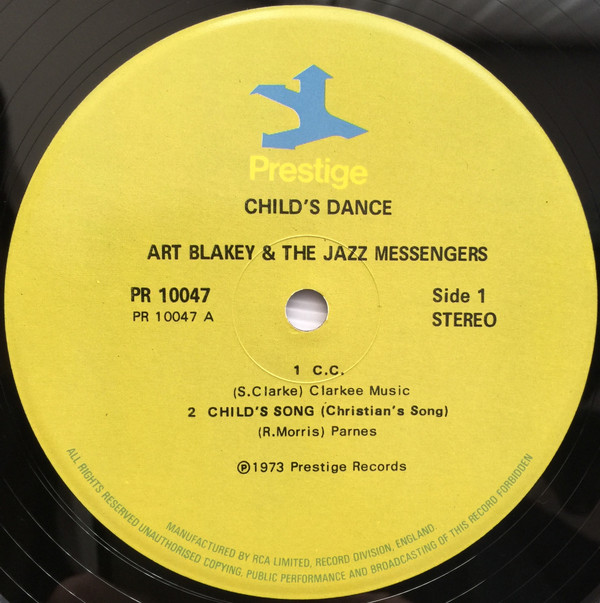 Prestige
CHILD'S DANCE
ART BLAKEY & THE JAZZ MESSENGERS
PR 10047
PR 10047 A
Side 1
STEREO
1 C.C.
(S.Clarke) Clarkee Music
2 CHILD'S SONG (Christian's Song)
(R.Morris) Parnes
℗1973 Prestige Records
ALL RIGHTS RESERVED UNAUTHORISED COPYING, PUBLIC PERFORMANCE AND BROADCASTING OF THIS RECORD FORBIDDEN
MANUFACTURED BY RCA LIMITED, RECORD DIVISION, ENGLAND.